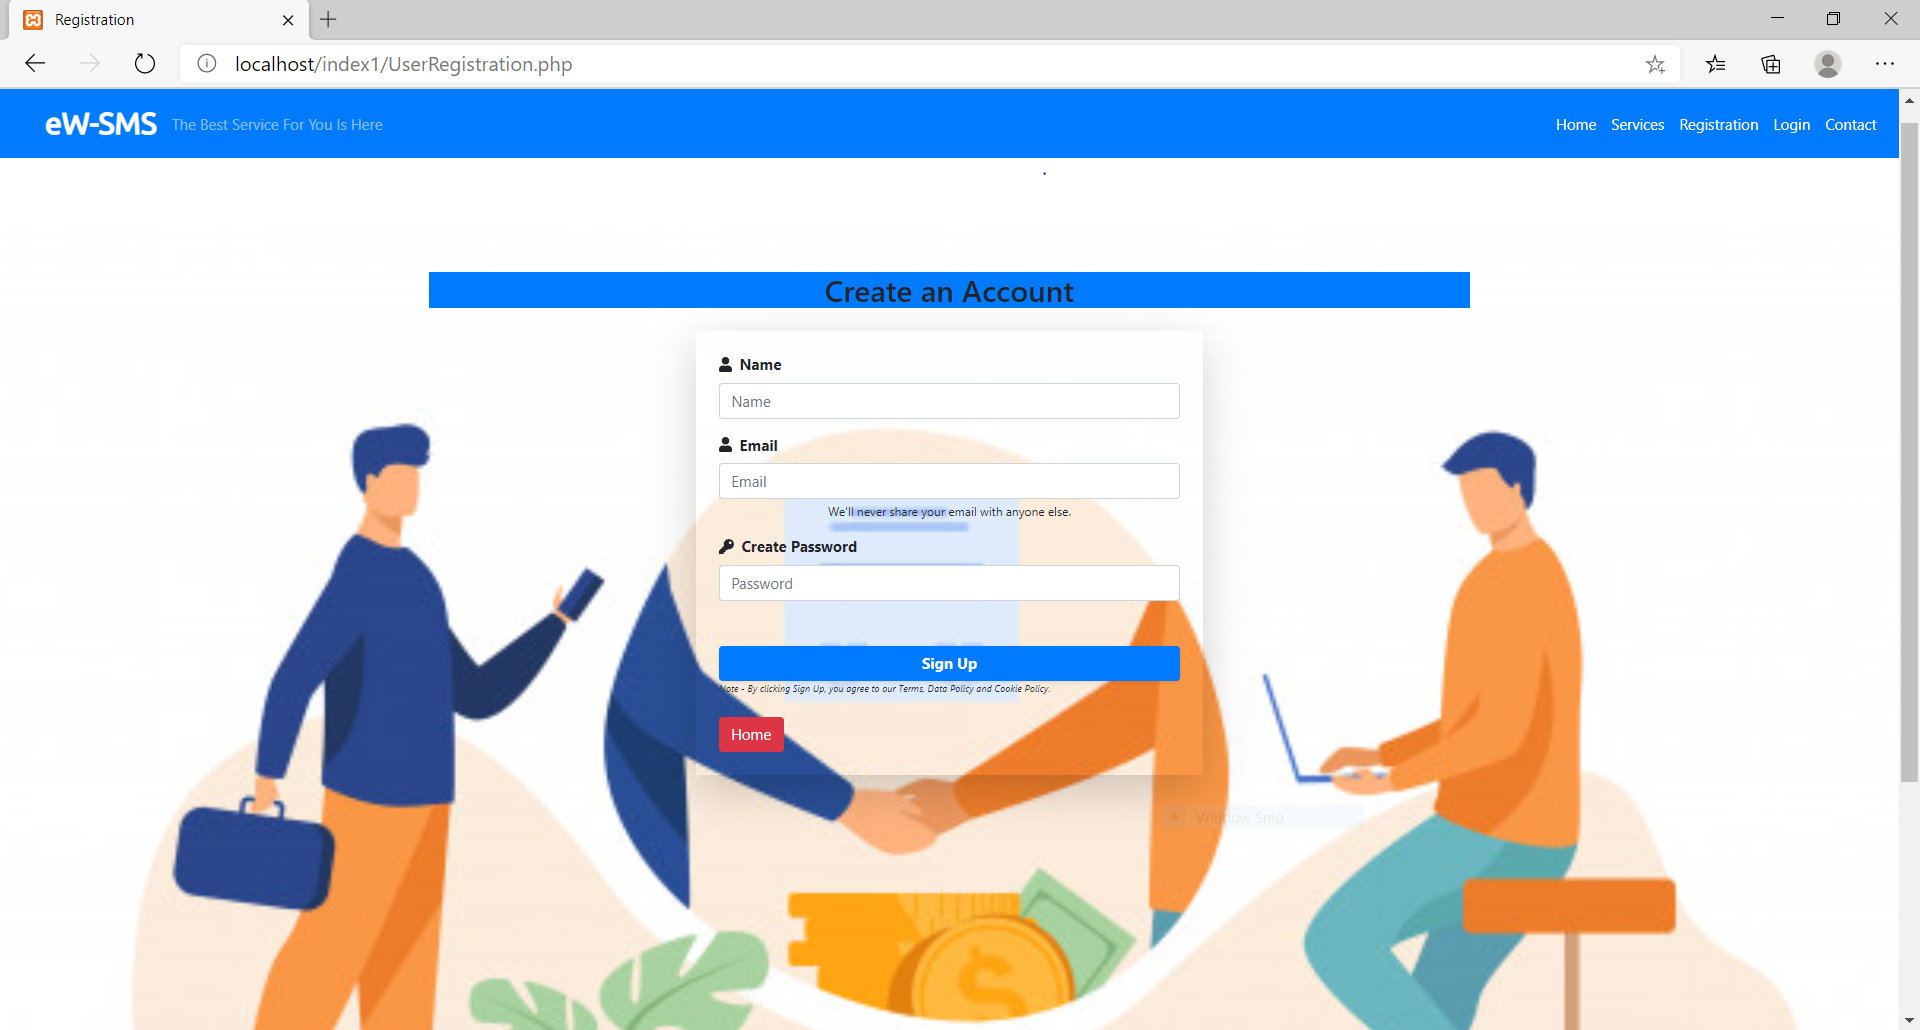 Registration
localhost/index1/UserRegistration.php
eW-SMS The Best Service For You Is Here
Home Services Registration Login Contact
Create an Account
Name
Name
Email
Email
We'll never share your email with anyone else.
Create Password
Password
Sign Up
Note - By clicking Sign Up, you agree to our Terms, Data Policy and Cookie Policy.
Home
Window Snip
$